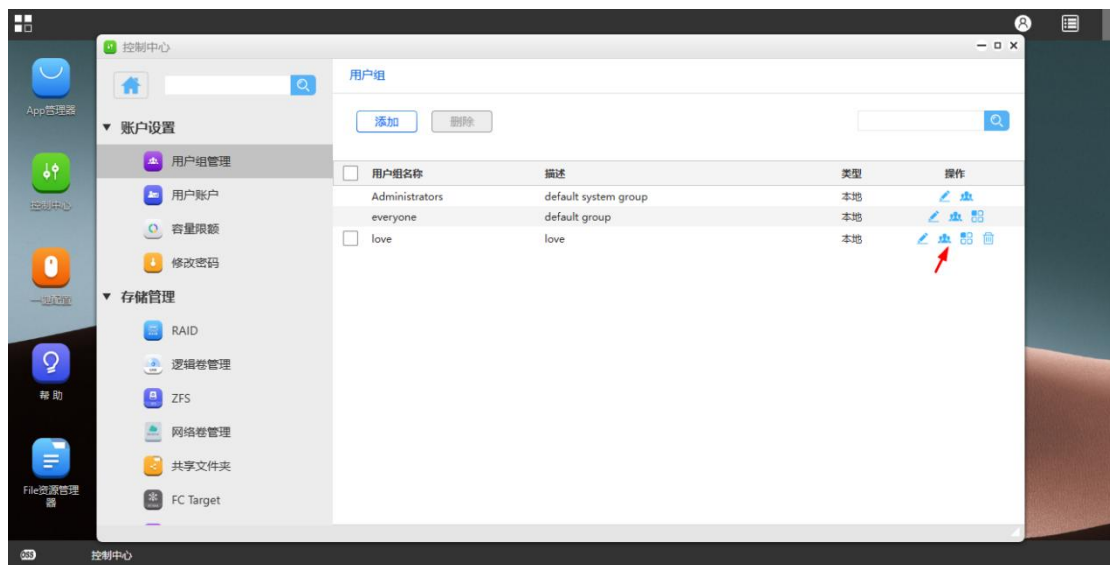 控制中心
App管理器
控制中心
帮 助
File资源管理
器
账户设置
用户组管理
用户账户
容量限额
修改密码
存储管理
RAID
逻辑卷管理
ZFS
网络卷管理
共享文件夹
FC Target
用户组
添加 删除
用户组名称 描述 类型 操作
Administrators default system group 本地
everyone default group 本地
love love 本地
控制中心